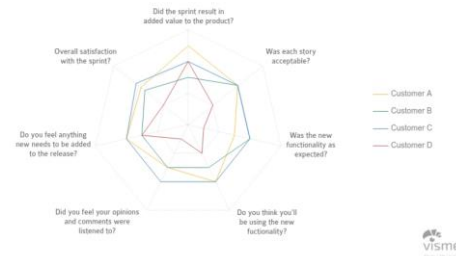 Did the sprint result in
added value to the product?
Overall satisfaction
with the sprint?
Was each story
acceptable?
Customer A
Customer B
Customer C
Customer D
Do you feel anything
new needs to be added
to the release?
Was the new
functionality as
expected?
Did you feel your opinions
and comments were
listened to?
Do you think you'll
be using the new
fuctionality?
visme